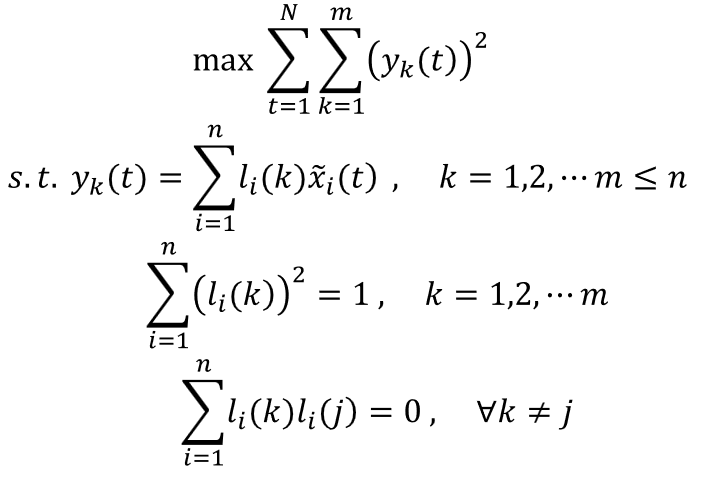 max ∑_{t=1}^{N} ∑_{k=1}^{m} (y_k(t))^2
s.t. y_k(t) = ∑_{i=1}^{n} l_i(k)x̃_i(t) , k = 1,2,⋯ m ≤ n
∑_{i=1}^{n} (l_i(k))^2 = 1 , k = 1,2,⋯ m
∑_{i=1}^{n} l_i(k)l_i(j) = 0 , ∀k ≠ j